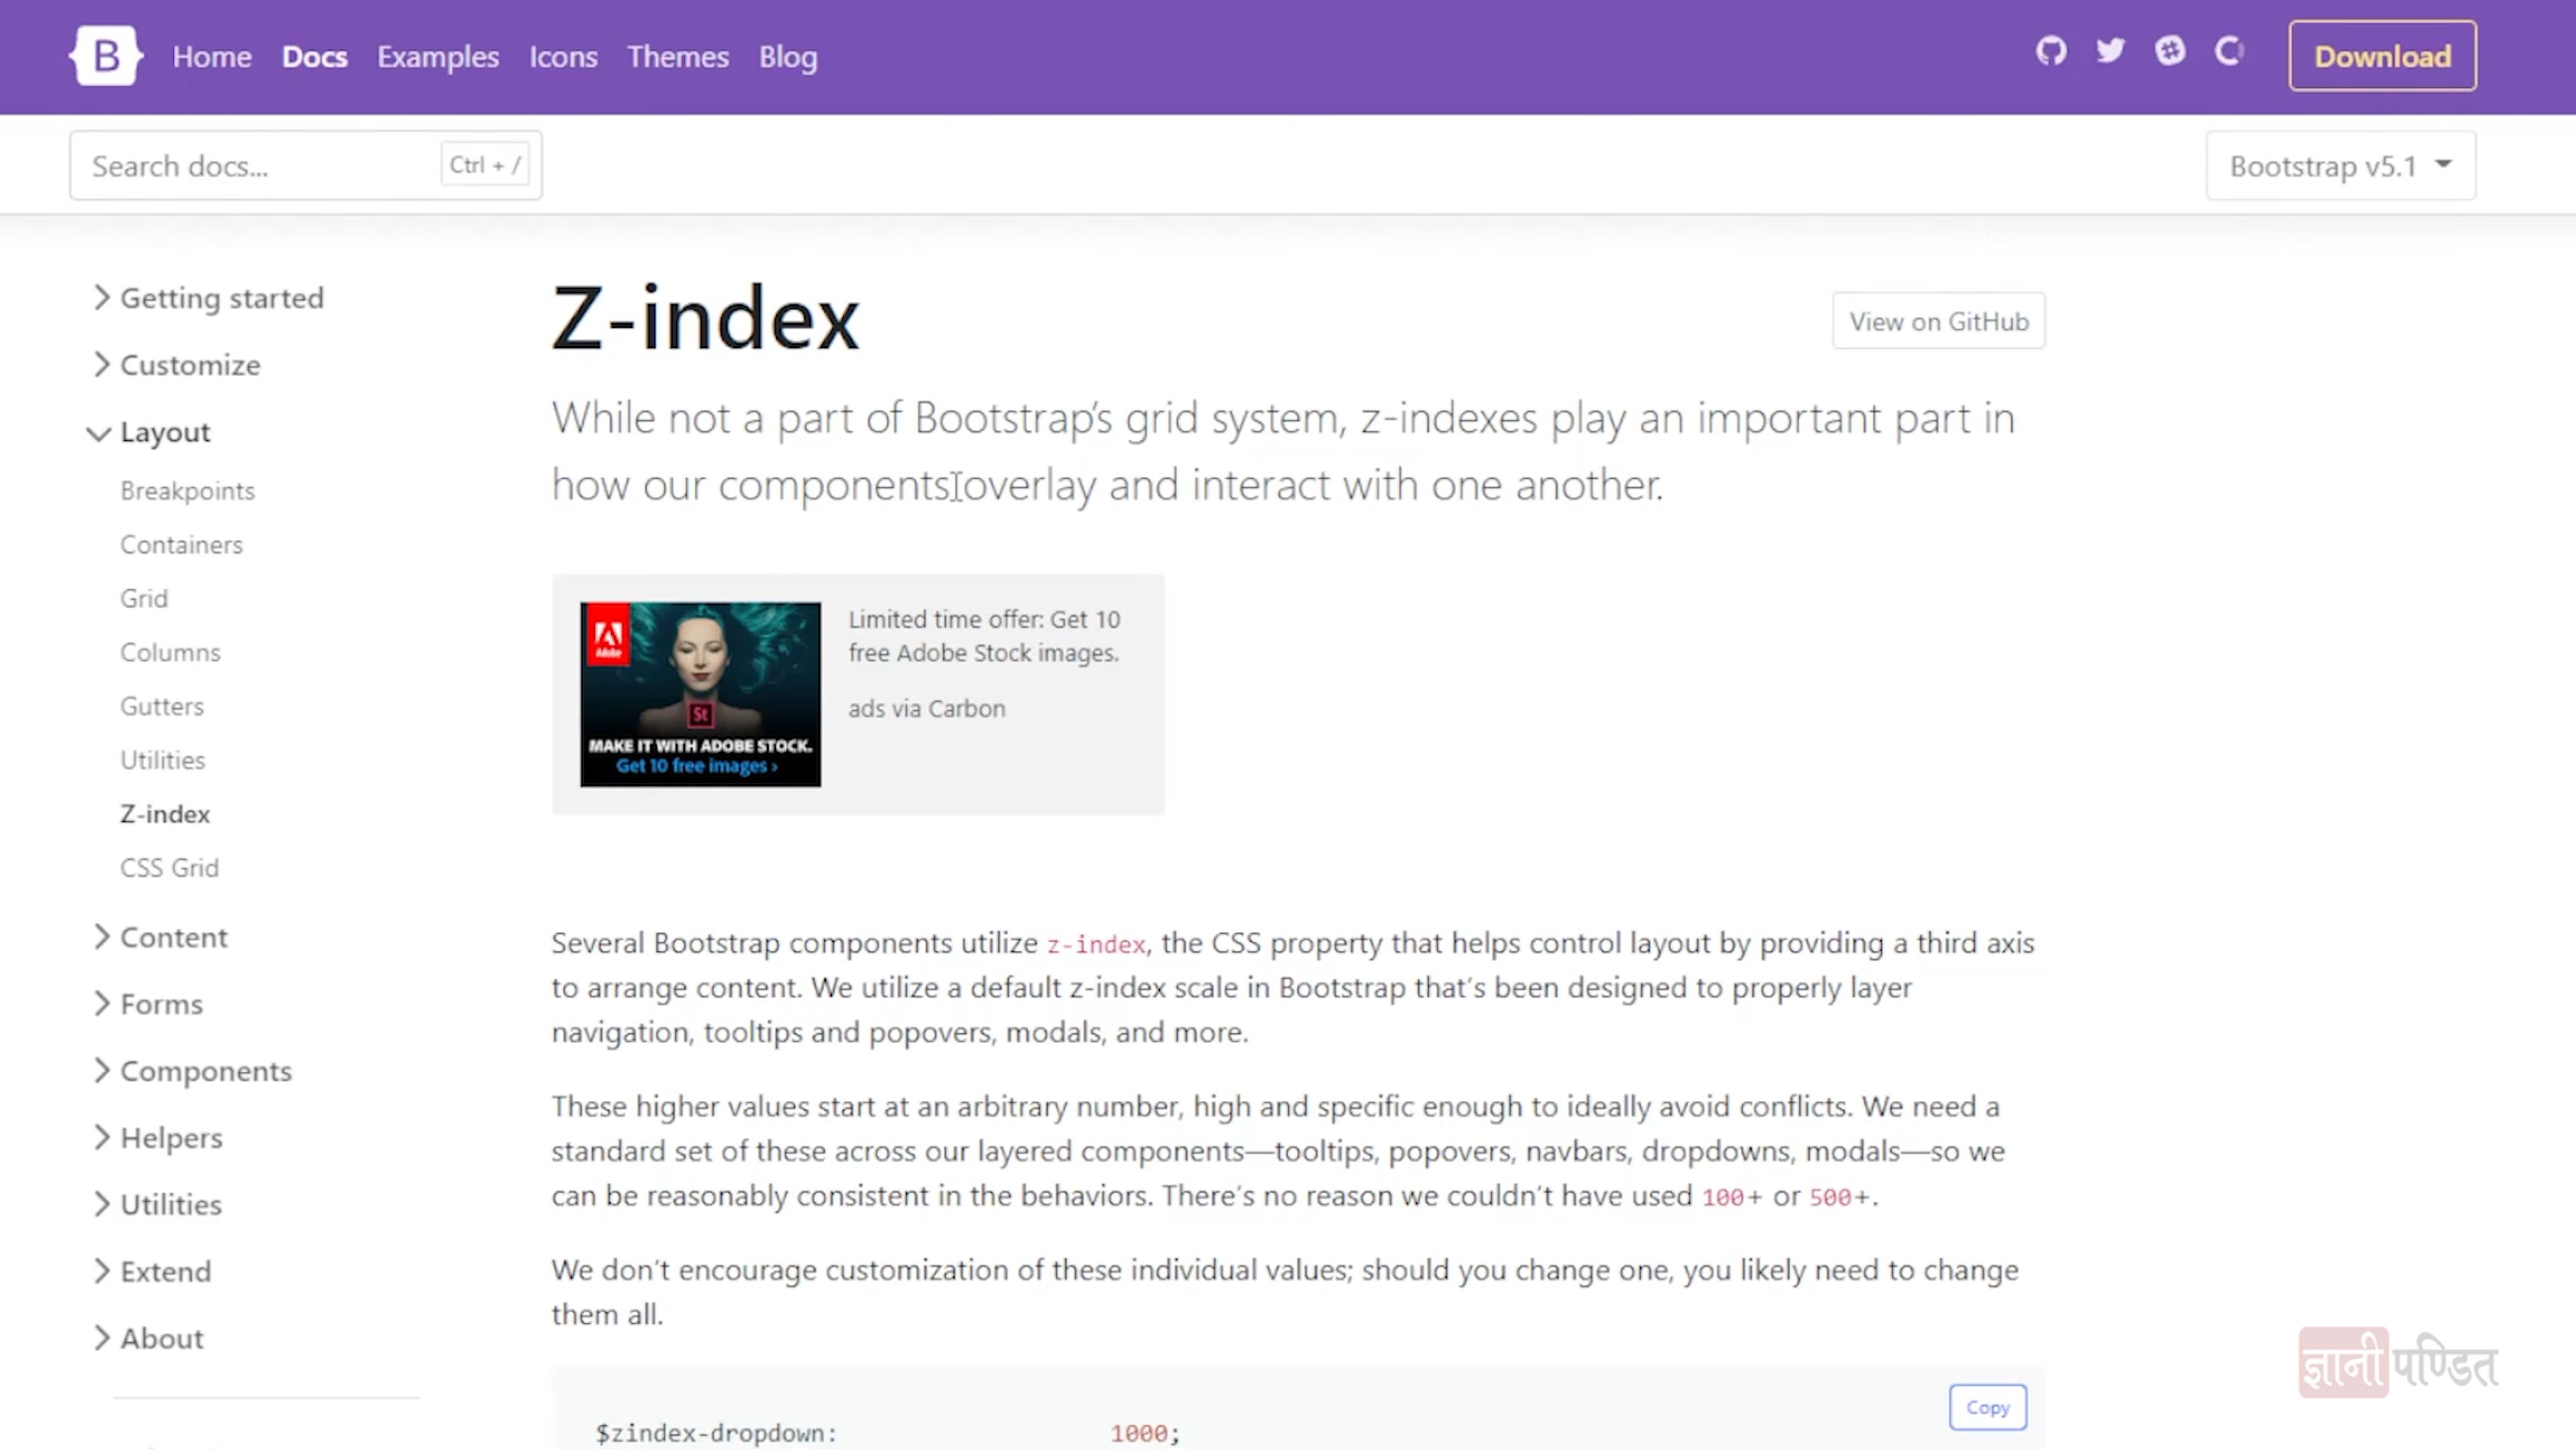 B Home Docs Examples Icons Themes Blog Download
Search docs... Ctrl + / Bootstrap v5.1
Getting started
Customize
Layout
Breakpoints
Containers
Grid
Columns
Gutters
Utilities
Z-index
CSS Grid
Content
Forms
Components
Helpers
Utilities
Extend
About
Z-index
View on GitHub
While not a part of Bootstrap's grid system, z-indexes play an important part in
how our components overlay and interact with one another.
Adobe
St
MAKE IT WITH ADOBE STOCK.
Get 10 free images ›
Limited time offer: Get 10
free Adobe Stock images.
ads via Carbon
Several Bootstrap components utilize z-index, the CSS property that helps control layout by providing a third axis
to arrange content. We utilize a default z-index scale in Bootstrap that's been designed to properly layer
navigation, tooltips and popovers, modals, and more.
These higher values start at an arbitrary number, high and specific enough to ideally avoid conflicts. We need a
standard set of these across our layered components—tooltips, popovers, navbars, dropdowns, modals—so we
can be reasonably consistent in the behaviors. There's no reason we couldn't have used 100+ or 500+.
We don't encourage customization of these individual values; should you change one, you likely need to change
them all.
Copy
$zindex-dropdown: 1000;
ज्ञानी पण्डित